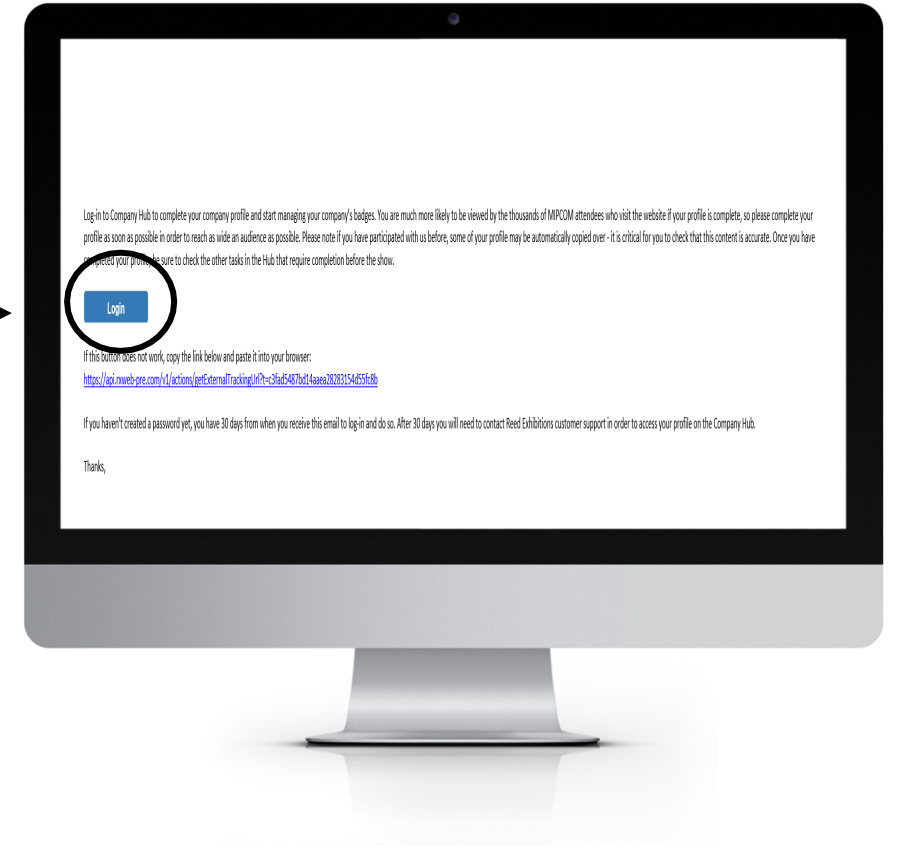 Log-in to Company Hub to complete your company profile and start managing your company's badges. You are much more likely to be viewed by the thousands of MIPCOM attendees who visit the website if your profile is complete, so please complete your
profile as soon as possible in order to reach as wide an audience as possible. Please note if you have participated with us before, some of your profile may be automatically copied over - it is critical for you to check that this content is accurate. Once you have
completed your profile, be sure to check the other tasks in the Hub that require completion before the show.
Login
If this button does not work, copy the link below and paste it into your browser:
https://api.rxweb-pre.com/v1/actions/getExternalTrackingUrl?t=c3fad5487bd14aaea28283154d55fc8b
If you haven't created a password yet, you have 30 days from when you receive this email to log-in and do so. After 30 days you will need to contact Reed Exhibitions customer support in order to access your profile on the Company Hub.
Thanks,